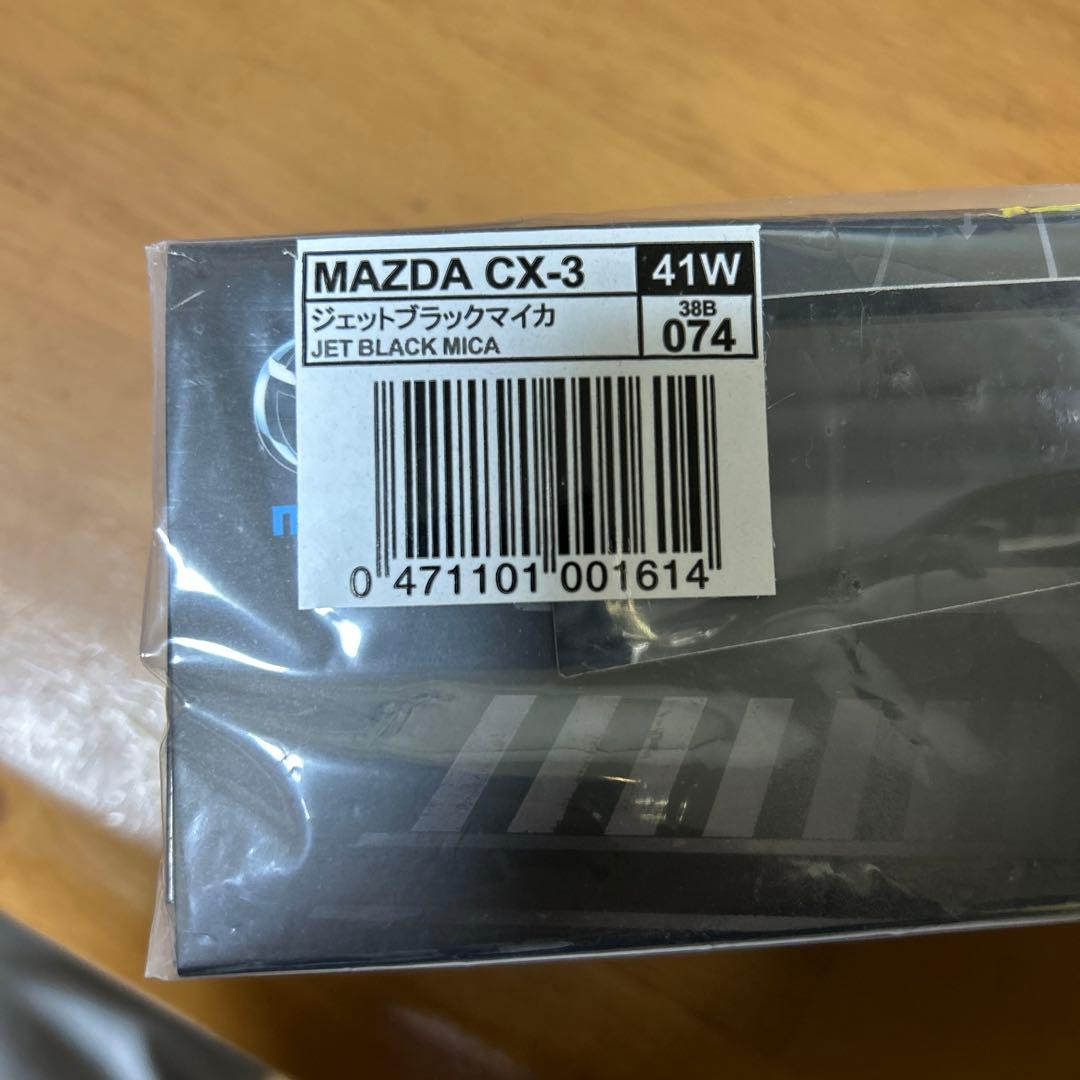 MAZDA CX-3
41W
ジェットブラックマイカ
JET BLACK MICA
38B
074
0 471101 001614